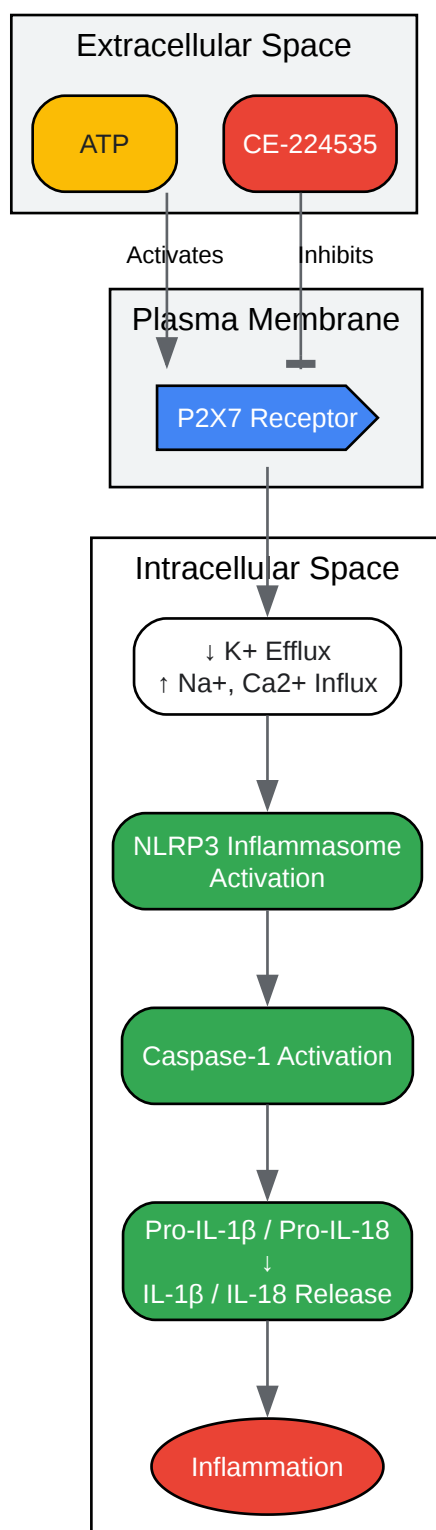 Extracellular Space
ATP
CE-224535
Activates
Inhibits
Plasma Membrane
P2X7 Receptor
Intracellular Space
↓ K+ Efflux
↑ Na+, Ca2+ Influx
NLRP3 Inflammasome
Activation
Caspase-1 Activation
Pro-IL-1β / Pro-IL-18
↓
IL-1β / IL-18 Release
Inflammation